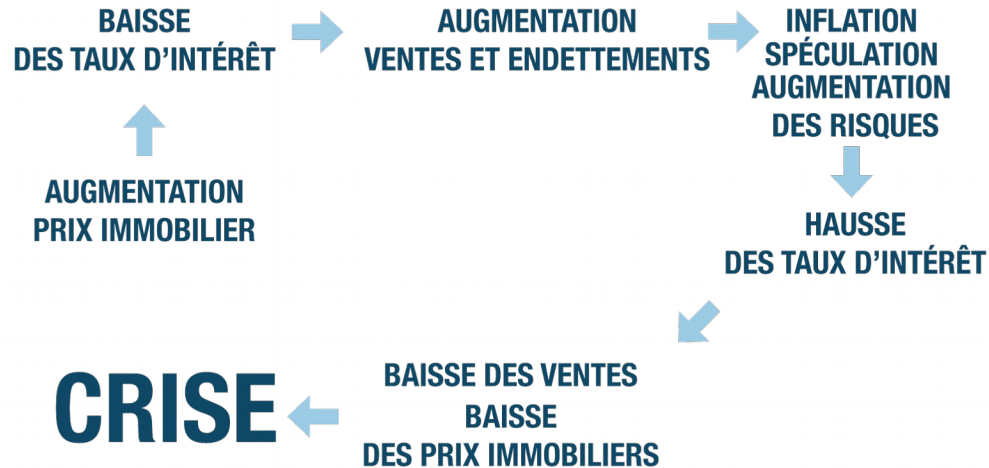 BAISSE
DES TAUX D’INTÉRÊT
AUGMENTATION
VENTES ET ENDETTEMENTS
INFLATION
SPÉCULATION
AUGMENTATION
DES RISQUES
AUGMENTATION
PRIX IMMOBILIER
HAUSSE
DES TAUX D’INTÉRÊT
BAISSE DES VENTES
BAISSE
DES PRIX IMMOBILIERS
CRISE